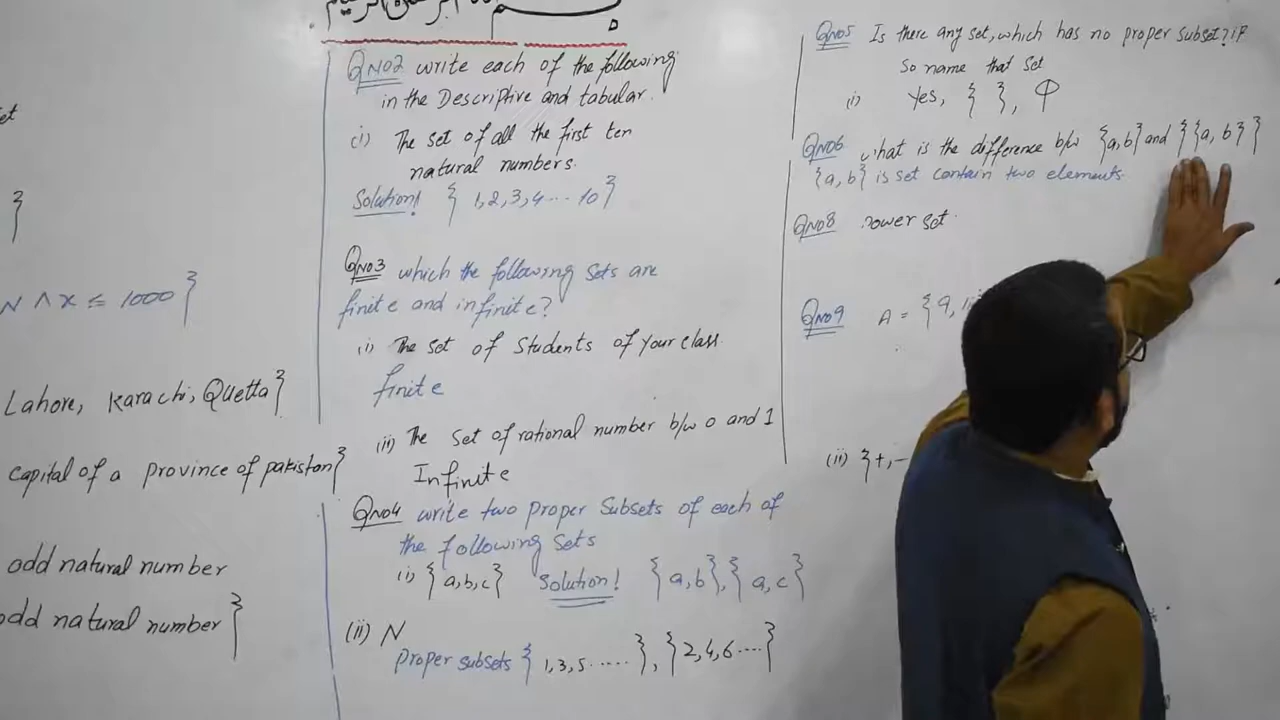 et
}
N ∧ x ≤ 1000 }
Lahore, Karachi, Quetta }
capital of a province of pakiston }
odd natural number
odd natural number }
QNO2 write each of the following
in the Descriptive and tabular.
(i) The set of all the first ten
natural numbers.
Solution! { 1,2,3,4... 10 }
QNO3 which the following sets are
finite and infinite?
(i) The set of students of your class.
finite
(ii) The set of rational number b/w 0 and 1
Infinite
QNO4 write two proper subsets of each of
the following sets
(i) { a,b,c } Solution! { a,b }, { a,c }
(ii) N
proper subsets { 1,3,5...... }, { 2,4,6.... }
QNO5 Is there any set, which has no proper subset? if
so name that set
(i) Yes, { }, Φ
QNO6 what is the difference b/w {a,b} and { {a, b} }
{a,b} is set contain two elements.
QNO8 Power set.
QNO9 A = { 9,
(ii) { +, -